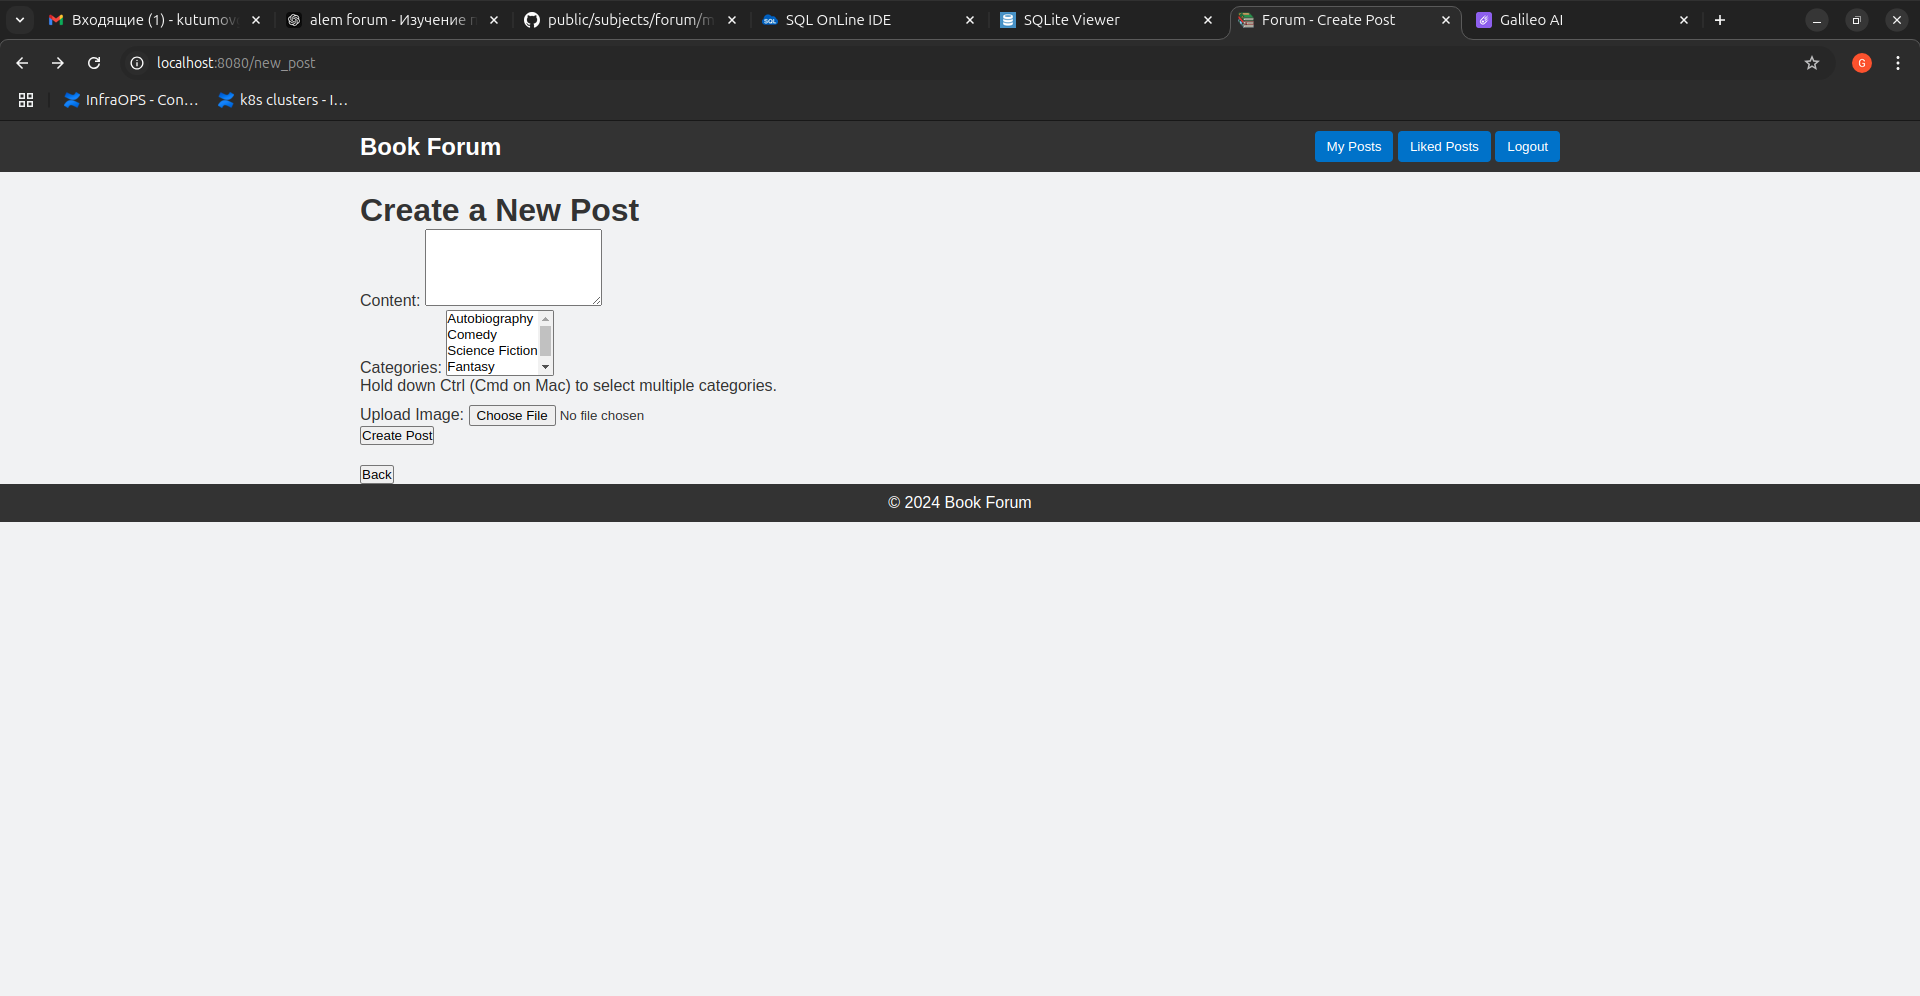 Входящие (1) - kutumov
alem forum - Изучение п
public/subjects/forum/m
SQL OnLine IDE
SQLite Viewer
Forum - Create Post
Galileo AI
localhost:8080/new_post
G
InfraOPS - Con...
k8s clusters - I...
Book Forum
My Posts
Liked Posts
Logout
Create a New Post
Content:
Autobiography
Comedy
Science Fiction
Fantasy
Categories:
Hold down Ctrl (Cmd on Mac) to select multiple categories.
Upload Image: Choose File No file chosen
Create Post
Back
© 2024 Book Forum